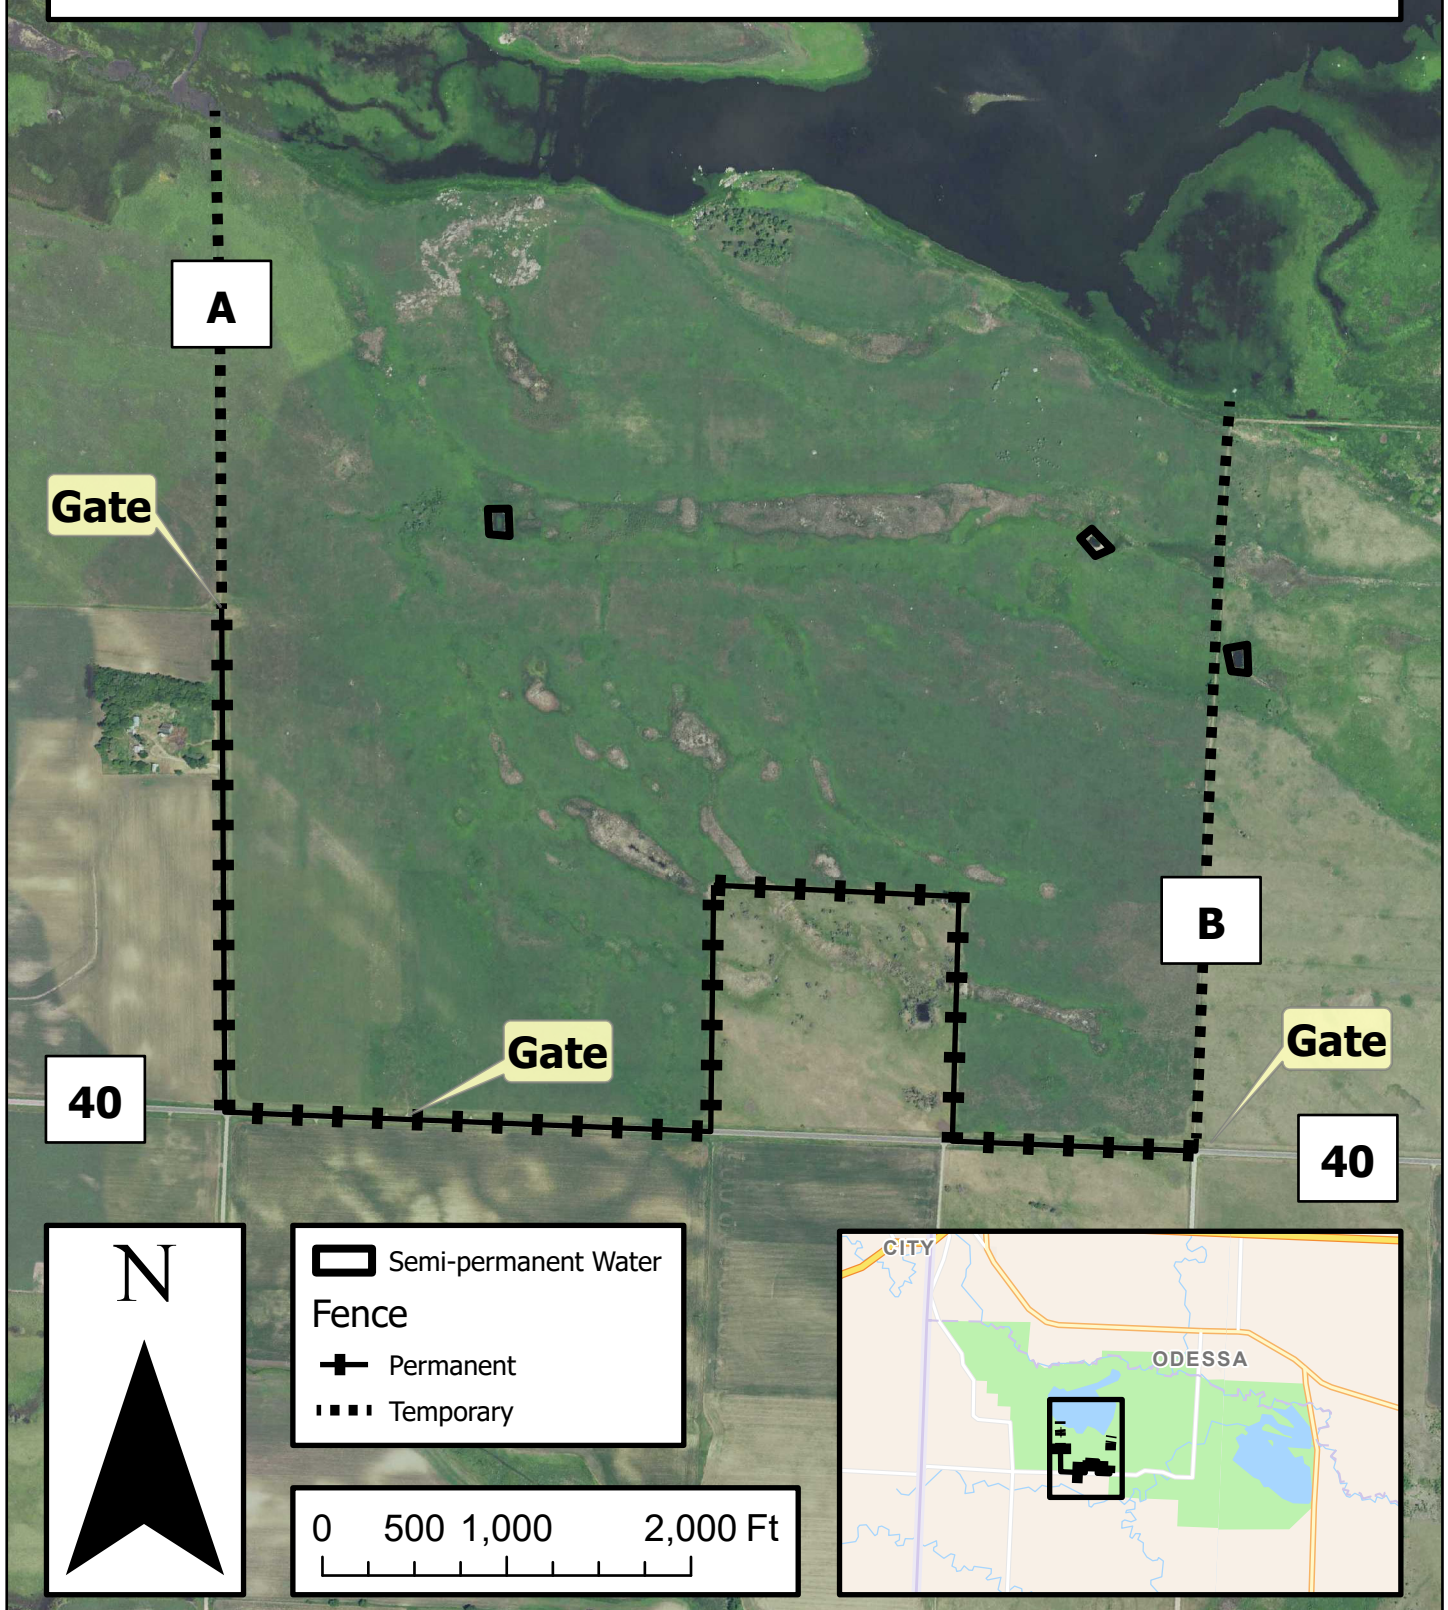 A
Gate
B
Gate
Gate
40
40
N
Semi-permanent Water
Fence
Permanent
Temporary
0 500 1,000 2,000 Ft
CITY
ODESSA